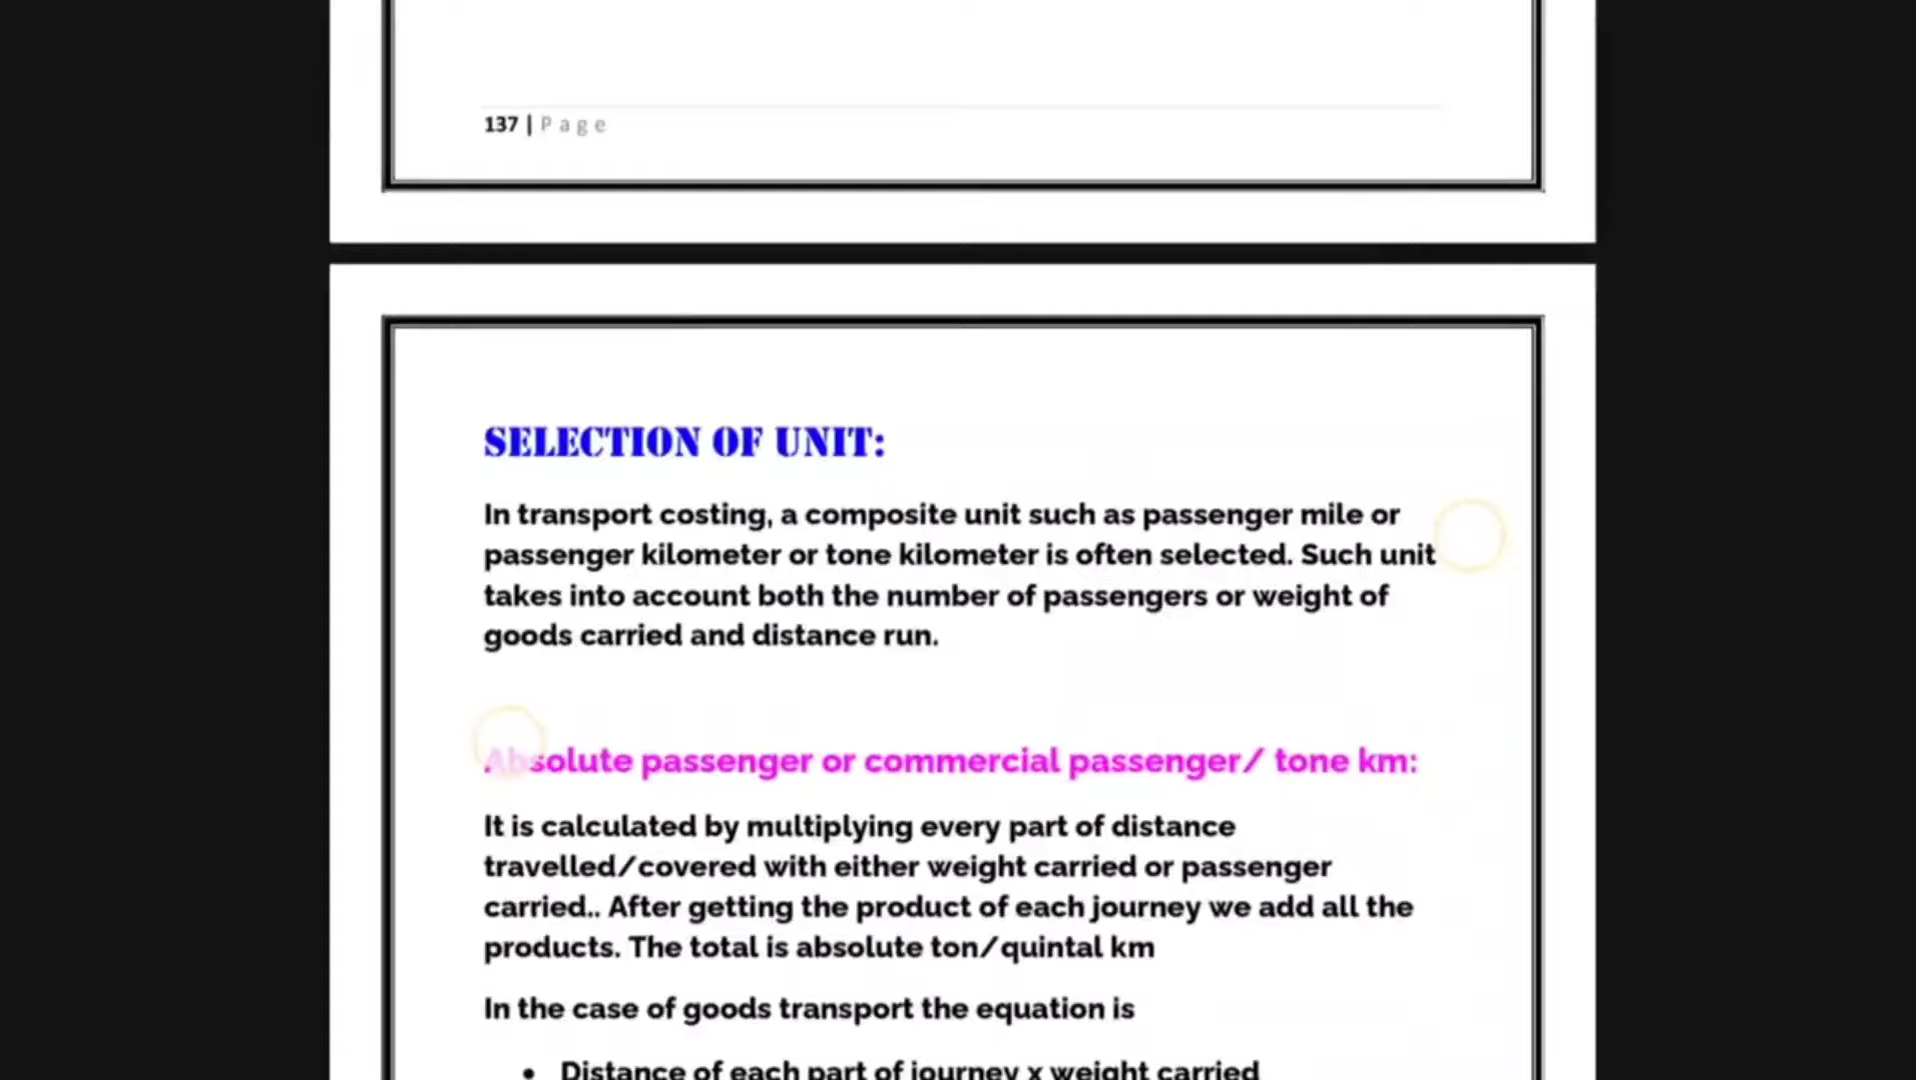 137 | Page
SELECTION OF UNIT:
In transport costing, a composite unit such as passenger mile or
passenger kilometer or tone kilometer is often selected. Such unit
takes into account both the number of passengers or weight of
goods carried and distance run.
Absolute passenger or commercial passenger/ tone km:
It is calculated by multiplying every part of distance
travelled/covered with either weight carried or passenger
carried.. After getting the product of each journey we add all the
products. The total is absolute ton/quintal km
In the case of goods transport the equation is
• Distance of each part of journey x weight carried